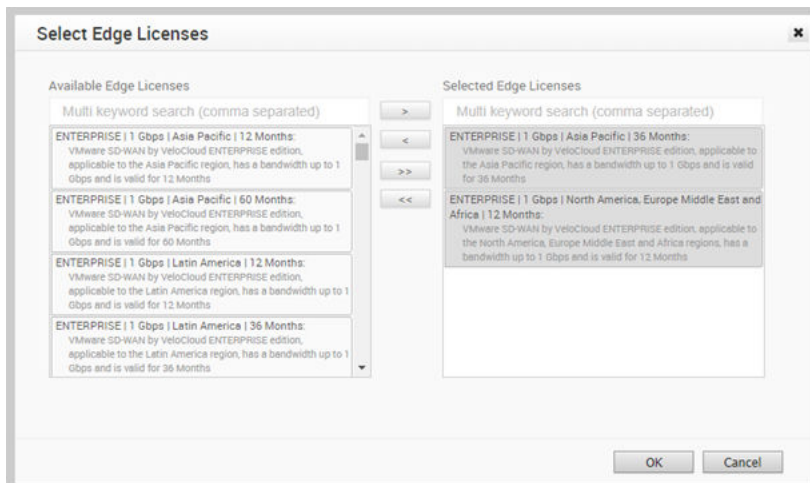 Select Edge Licenses
✖
Available Edge Licenses
Multi keyword search (comma separated)
ENTERPRISE | 1 Gbps | Asia Pacific | 12 Months:
VMware SD-WAN by VeloCloud ENTERPRISE edition,
applicable to the Asia Pacific region, has a bandwidth up to 1
Gbps and is valid for 12 Months
ENTERPRISE | 1 Gbps | Asia Pacific | 60 Months:
VMware SD-WAN by VeloCloud ENTERPRISE edition,
applicable to the Asia Pacific region, has a bandwidth up to 1
Gbps and is valid for 60 Months
ENTERPRISE | 1 Gbps | Latin America | 12 Months:
VMware SD-WAN by VeloCloud ENTERPRISE edition,
applicable to the Latin America region, has a bandwidth up to 1
Gbps and is valid for 12 Months
ENTERPRISE | 1 Gbps | Latin America | 36 Months:
VMware SD-WAN by VeloCloud ENTERPRISE edition,
applicable to the Latin America region, has a bandwidth up to 1
Gbps and is valid for 36 Months
>
<
>>
<<
Selected Edge Licenses
Multi keyword search (comma separated)
ENTERPRISE | 1 Gbps | Asia Pacific | 36 Months:
VMware SD-WAN by VeloCloud ENTERPRISE edition, applicable to
the Asia Pacific region, has a bandwidth up to 1 Gbps and is valid
for 36 Months
ENTERPRISE | 1 Gbps | North America, Europe Middle East and
Africa | 12 Months:
VMware SD-WAN by VeloCloud ENTERPRISE edition, applicable to
the North America, Europe Middle East and Africa regions, has a
bandwidth up to 1 Gbps and is valid for 12 Months
OK
Cancel